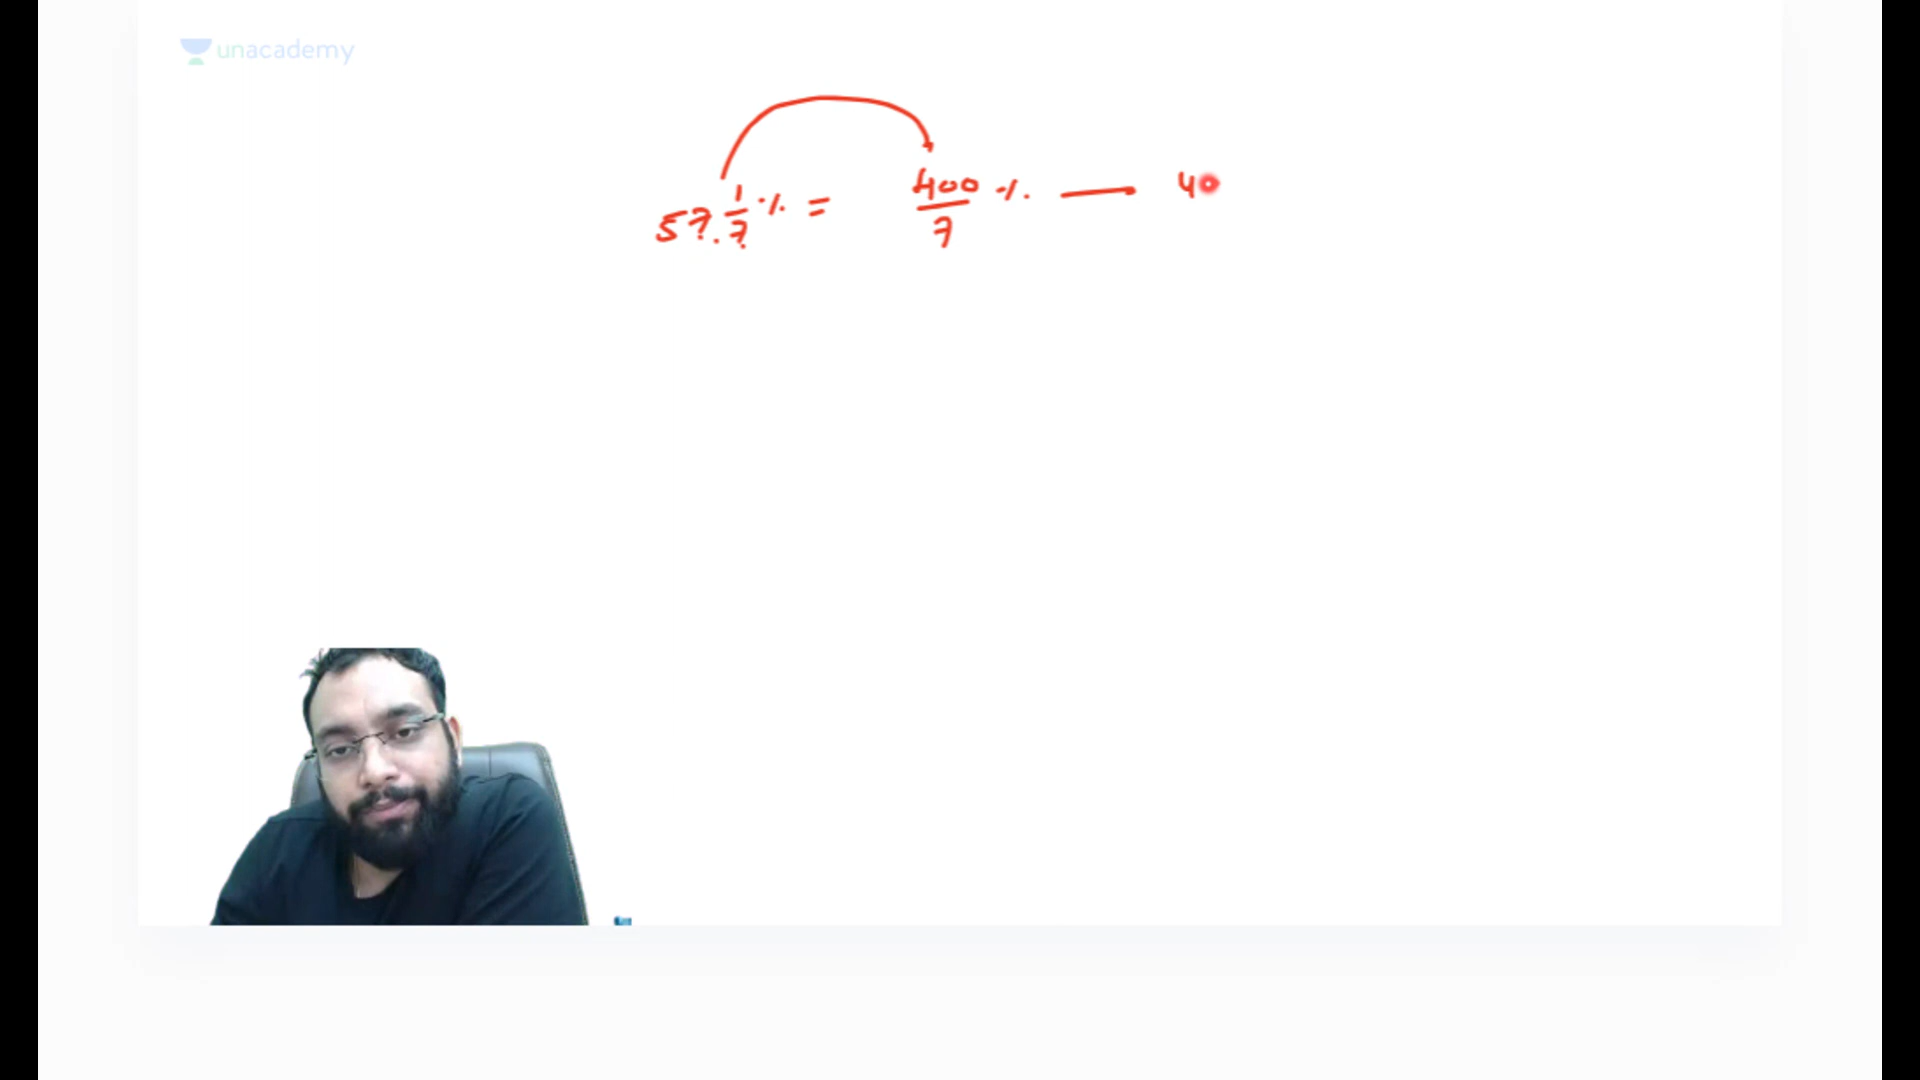 unacademy
57 1/7 % = 400/7 % — 40